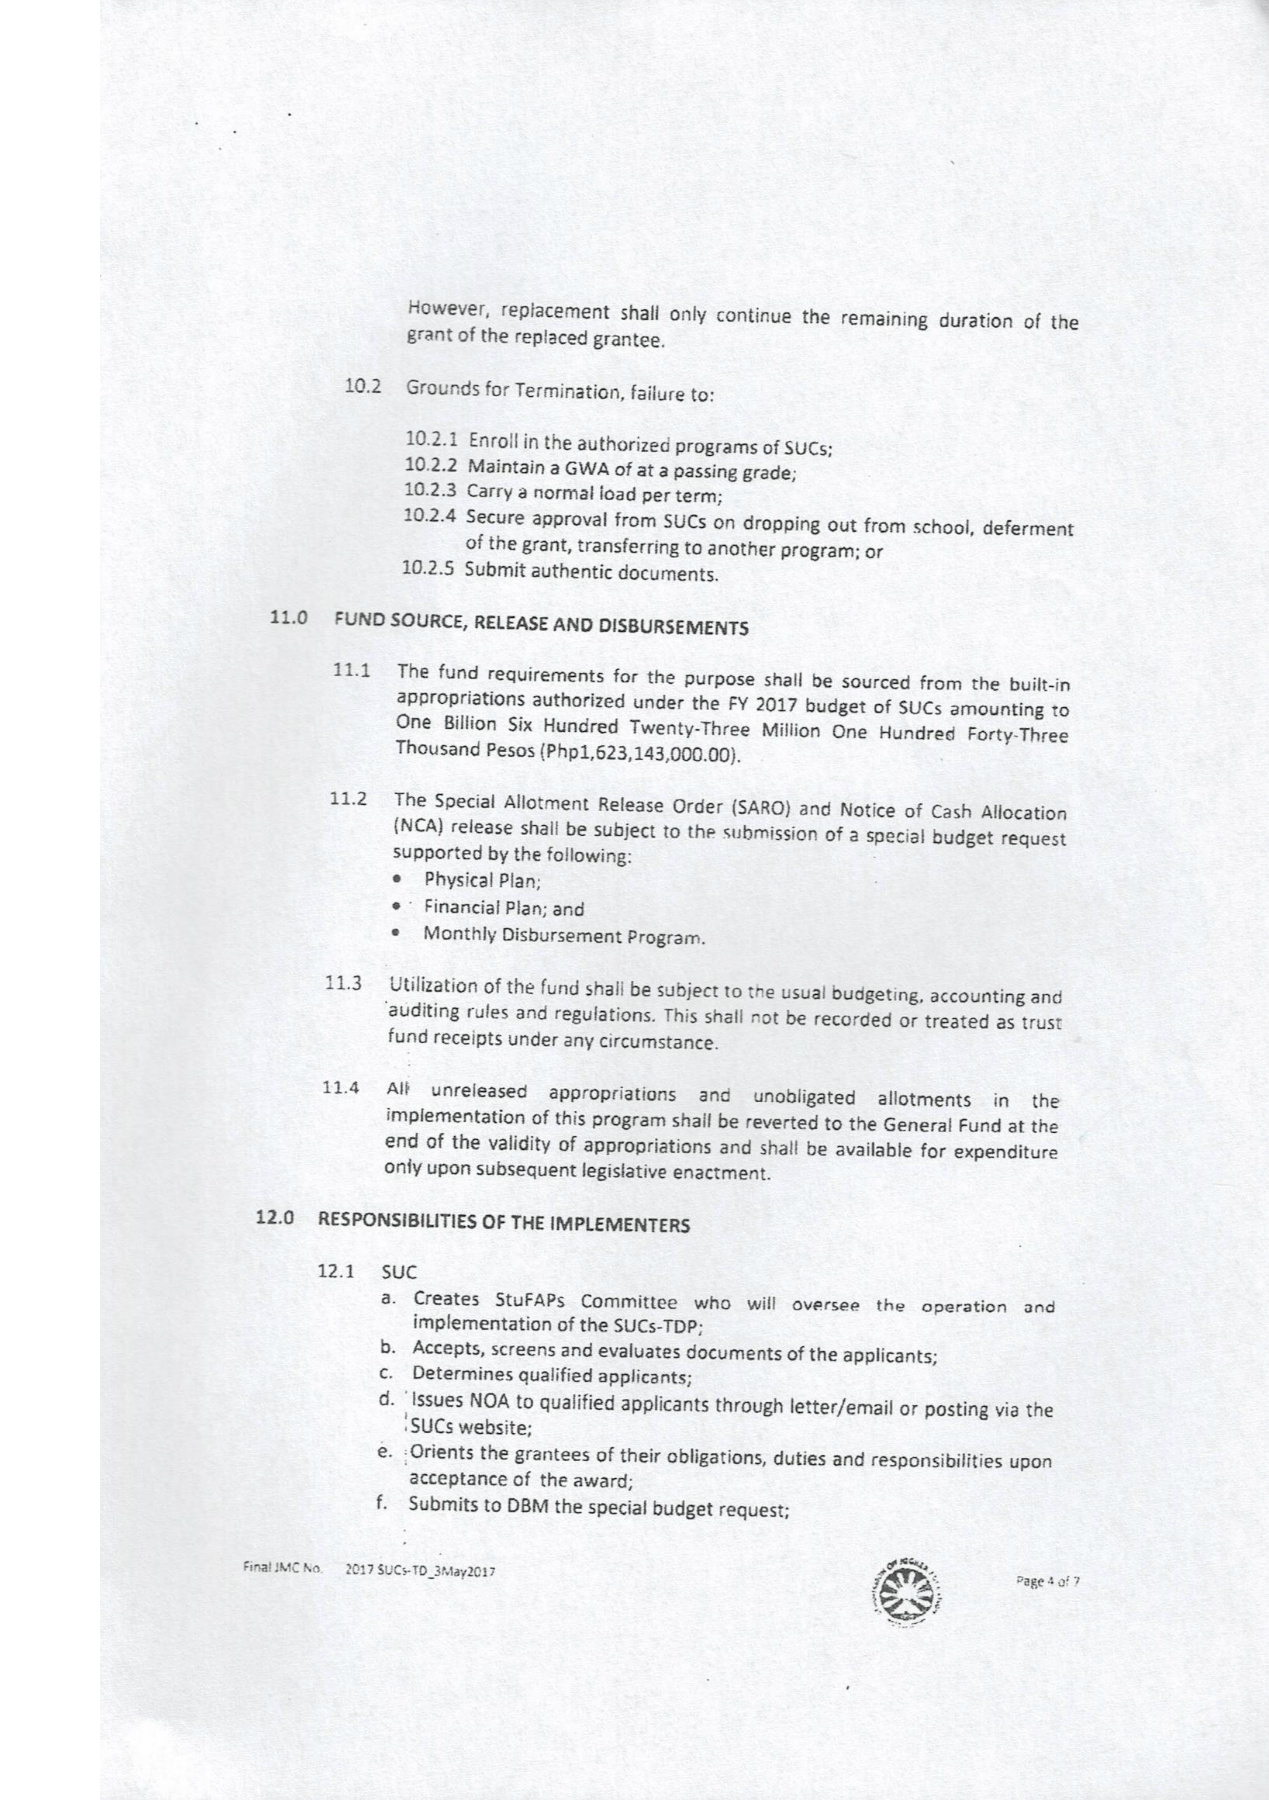 However, replacement shall only continue the remaining duration of the
grant of the replaced grantee.
10.2 Grounds for Termination, failure to:
10.2.1 Enroll in the authorized programs of SUCs;
10.2.2 Maintain a GWA of at a passing grade;
10.2.3 Carry a normal load per term;
10.2.4 Secure approval from SUCs on dropping out from school, deferment
of the grant, transferring to another program; or
10.2.5 Submit authentic documents.
11.0 FUND SOURCE, RELEASE AND DISBURSEMENTS
11.1 The fund requirements for the purpose shall be sourced from the built-in
appropriations authorized under the FY 2017 budget of SUCs amounting to
One Billion Six Hundred Twenty-Three Million One Hundred Forty-Three
Thousand Pesos (Php1,623,143,000.00).
11.2 The Special Allotment Release Order (SARO) and Notice of Cash Allocation
(NCA) release shall be subject to the submission of a special budget request
supported by the following:
• Physical Plan;
• Financial Plan; and
• Monthly Disbursement Program.
11.3 Utilization of the fund shall be subject to the usual budgeting, accounting and
auditing rules and regulations. This shall not be recorded or treated as trust
fund receipts under any circumstance.
11.4 All unreleased appropriations and unobligated allotments in the
implementation of this program shall be reverted to the General Fund at the
end of the validity of appropriations and shall be available for expenditure
only upon subsequent legislative enactment.
12.0 RESPONSIBILITIES OF THE IMPLEMENTERS
12.1 SUC
a. Creates StuFAPs Committee who will oversee the operation and
implementation of the SUCs-TDP;
b. Accepts, screens and evaluates documents of the applicants;
c. Determines qualified applicants;
d. Issues NOA to qualified applicants through letter/email or posting via the
SUCs website;
e. Orients the grantees of their obligations, duties and responsibilities upon
acceptance of the award;
f. Submits to DBM the special budget request;
Final JMC No. 2017 SUCs-TD_3May2017
Page 4 of 7